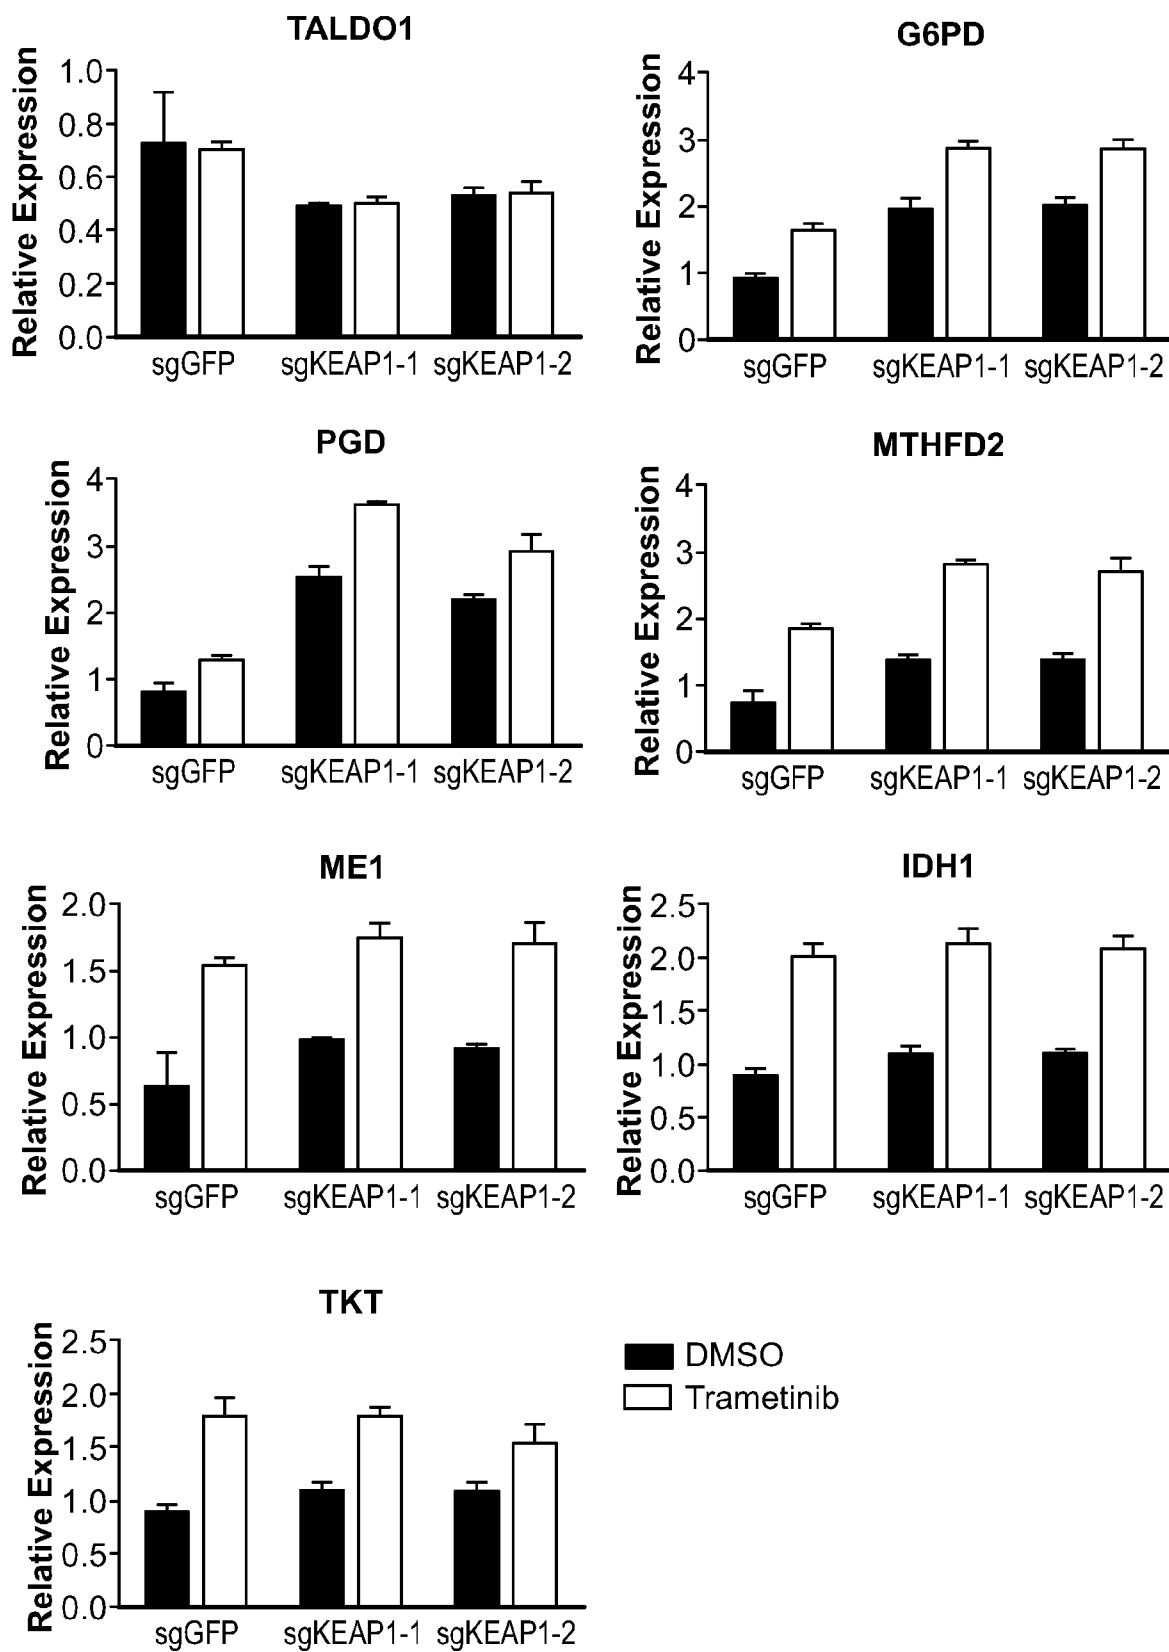 TALDO1
Relative Expression
1.0
0.8
0.6
0.4
0.2
0.0
sgGFP sgKEAP1-1 sgKEAP1-2
G6PD
Relative Expression
4
3
2
1
0
sgGFP sgKEAP1-1 sgKEAP1-2
PGD
Relative Expression
4
3
2
1
0
sgGFP sgKEAP1-1 sgKEAP1-2
MTHFD2
Relative Expression
4
3
2
1
0
sgGFP sgKEAP1-1 sgKEAP1-2
ME1
Relative Expression
2.0
1.5
1.0
0.5
0.0
sgGFP sgKEAP1-1 sgKEAP1-2
IDH1
Relative Expression
2.5
2.0
1.5
1.0
0.5
0.0
sgGFP sgKEAP1-1 sgKEAP1-2
TKT
Relative Expression
2.5
2.0
1.5
1.0
0.5
0.0
sgGFP sgKEAP1-1 sgKEAP1-2
DMSO
Trametinib